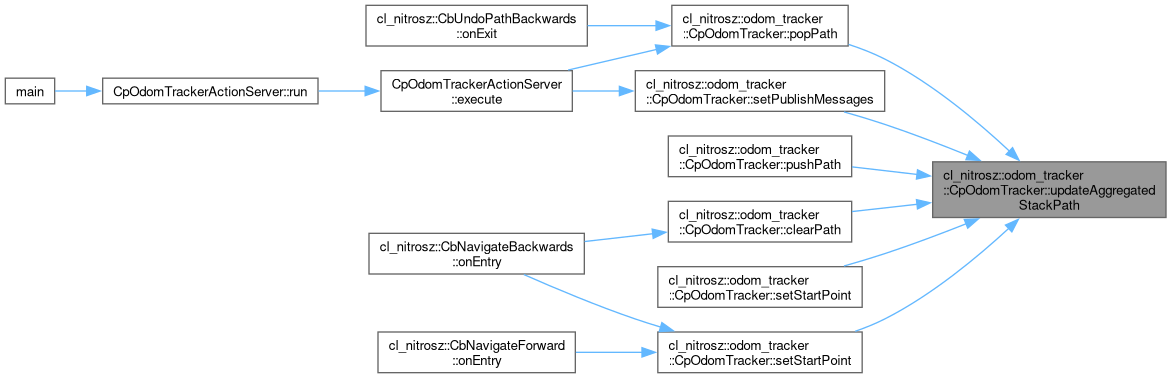 cl_nitrosz::CbUndoPathBackwards
::onExit
cl_nitrosz::odom_tracker
::CpOdomTracker::popPath
main
CpOdomTrackerActionServer::run
CpOdomTrackerActionServer
::execute
cl_nitrosz::odom_tracker
::CpOdomTracker::setPublishMessages
cl_nitrosz::odom_tracker
::CpOdomTracker::pushPath
cl_nitrosz::odom_tracker
::CpOdomTracker::updateAggregated
StackPath
cl_nitrosz::odom_tracker
::CpOdomTracker::clearPath
cl_nitrosz::CbNavigateBackwards
::onEntry
cl_nitrosz::odom_tracker
::CpOdomTracker::setStartPoint
cl_nitrosz::CbNavigateForward
::onEntry
cl_nitrosz::odom_tracker
::CpOdomTracker::setStartPoint